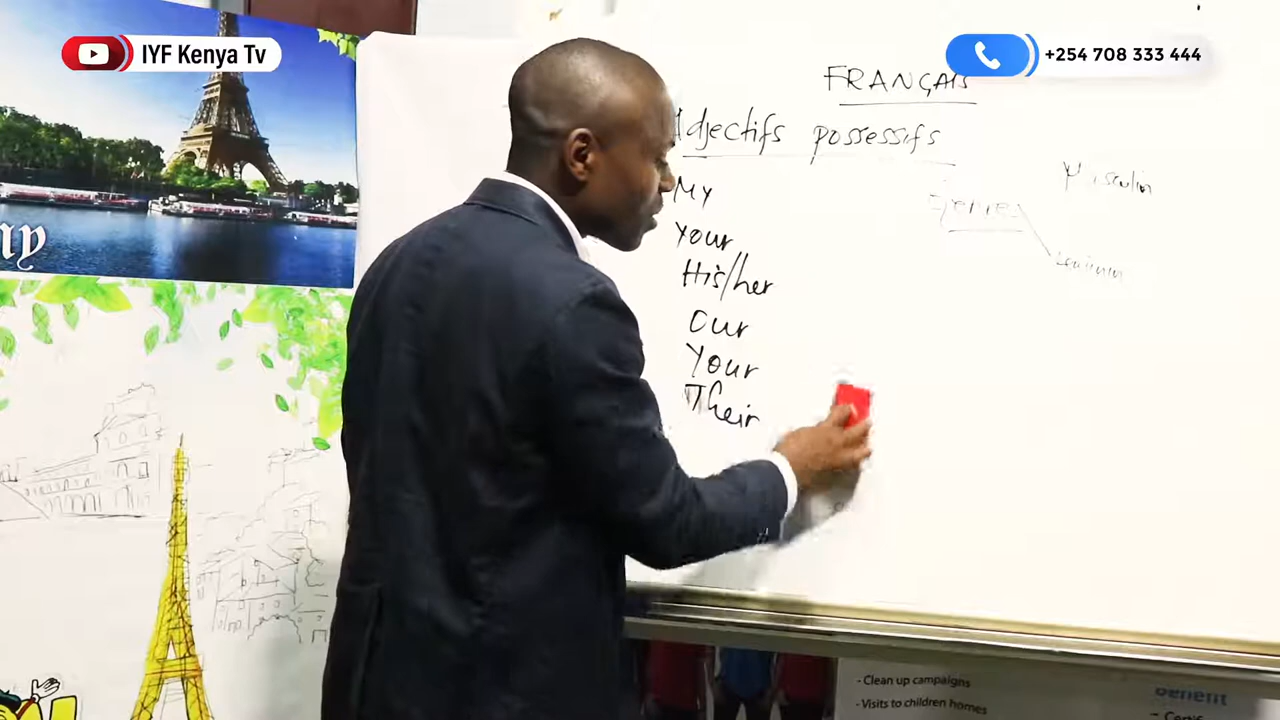 IYF Kenya Tv
+254 708 333 444
FRANÇAIS
Adjectifs possessifs
My
Your
His/her
Our
Your
Their
Masculin
- Clean up campaigns
- Visits to children homes
Benefit